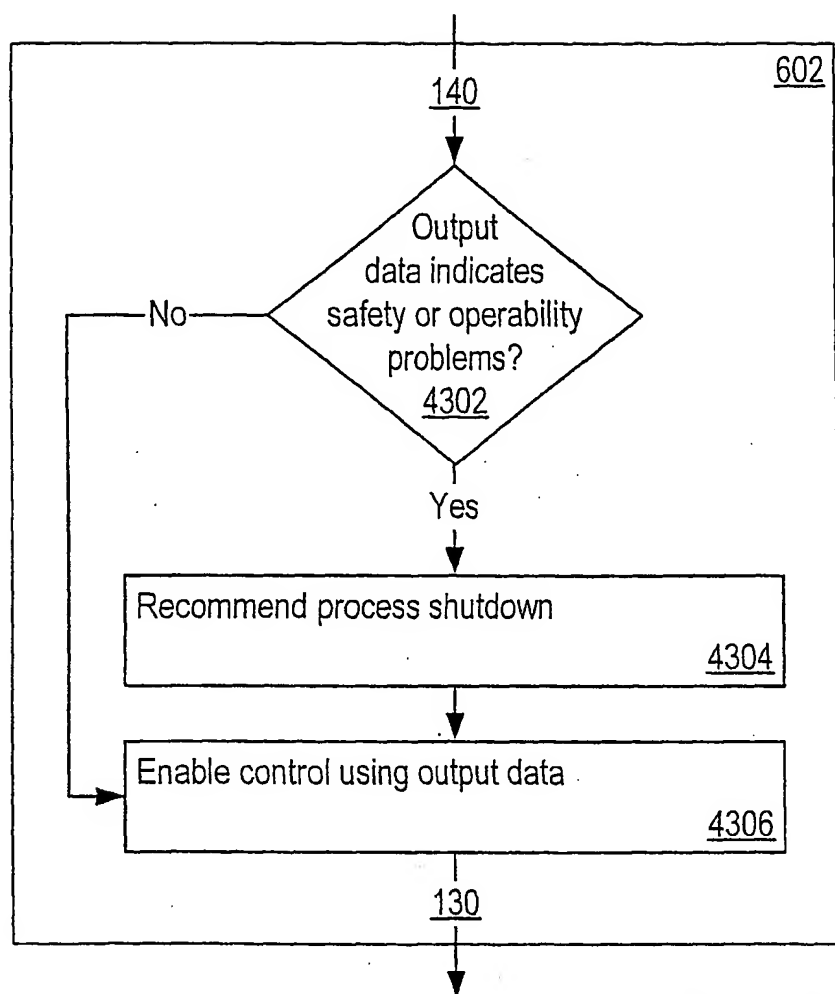 602
140
Output
data indicates
safety or operability
problems?
4302
No
Yes
Recommend process shutdown
4304
Enable control using output data
4306
130